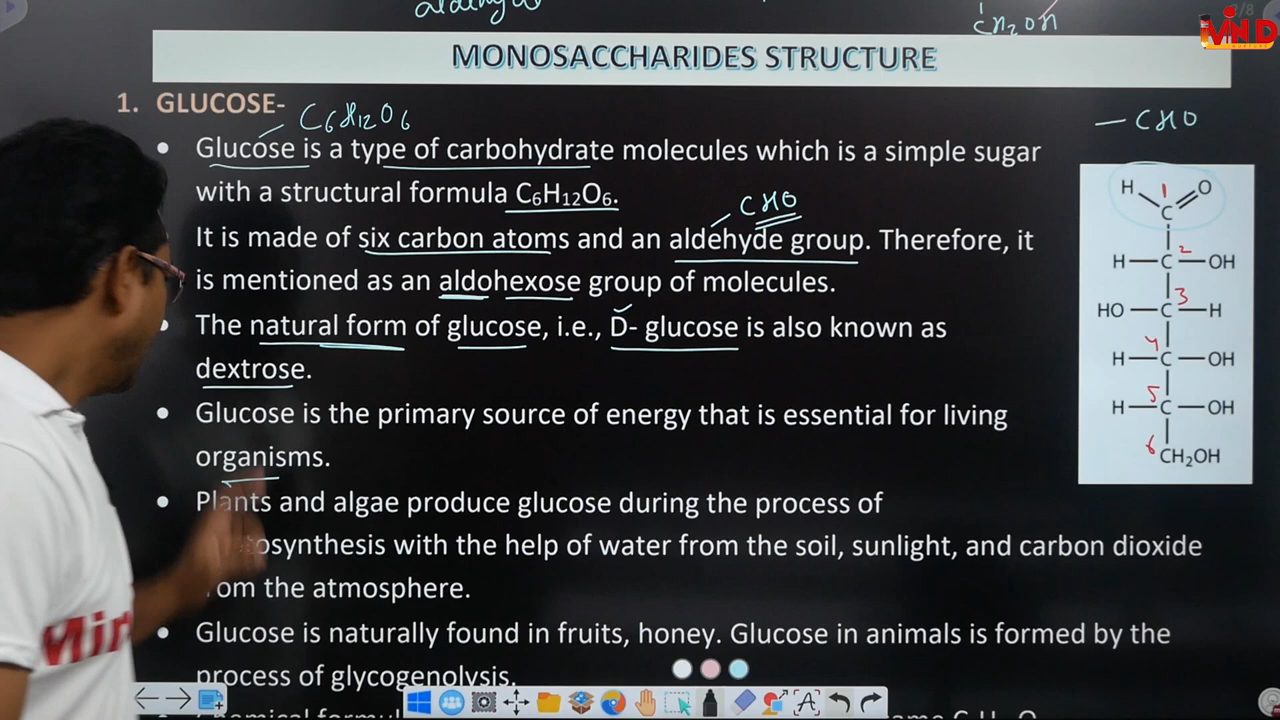 aldehyd
CH₂OH
2/8
MIND
MONOSACCHARIDES STRUCTURE
1. GLUCOSE-
C₆H₁₂O₆
– CHO
• Glucose is a type of carbohydrate molecules which is a simple sugar
with a structural formula C₆H₁₂O₆.
CHO
It is made of six carbon atoms and an aldehyde group. Therefore, it
is mentioned as an aldohexose group of molecules.
• The natural form of glucose, i.e., D- glucose is also known as
dextrose.
• Glucose is the primary source of energy that is essential for living
organisms.
• Plants and algae produce glucose during the process of
osynthesis with the help of water from the soil, sunlight, and carbon dioxide
om the atmosphere.
• Glucose is naturally found in fruits, honey. Glucose in animals is formed by the
process of glycogenolysis.
H 1 O
C
H—C—OH 2
HO—C—H 3
H—C—OH 4
H—C—OH 5
6 CH₂OH
Min
A